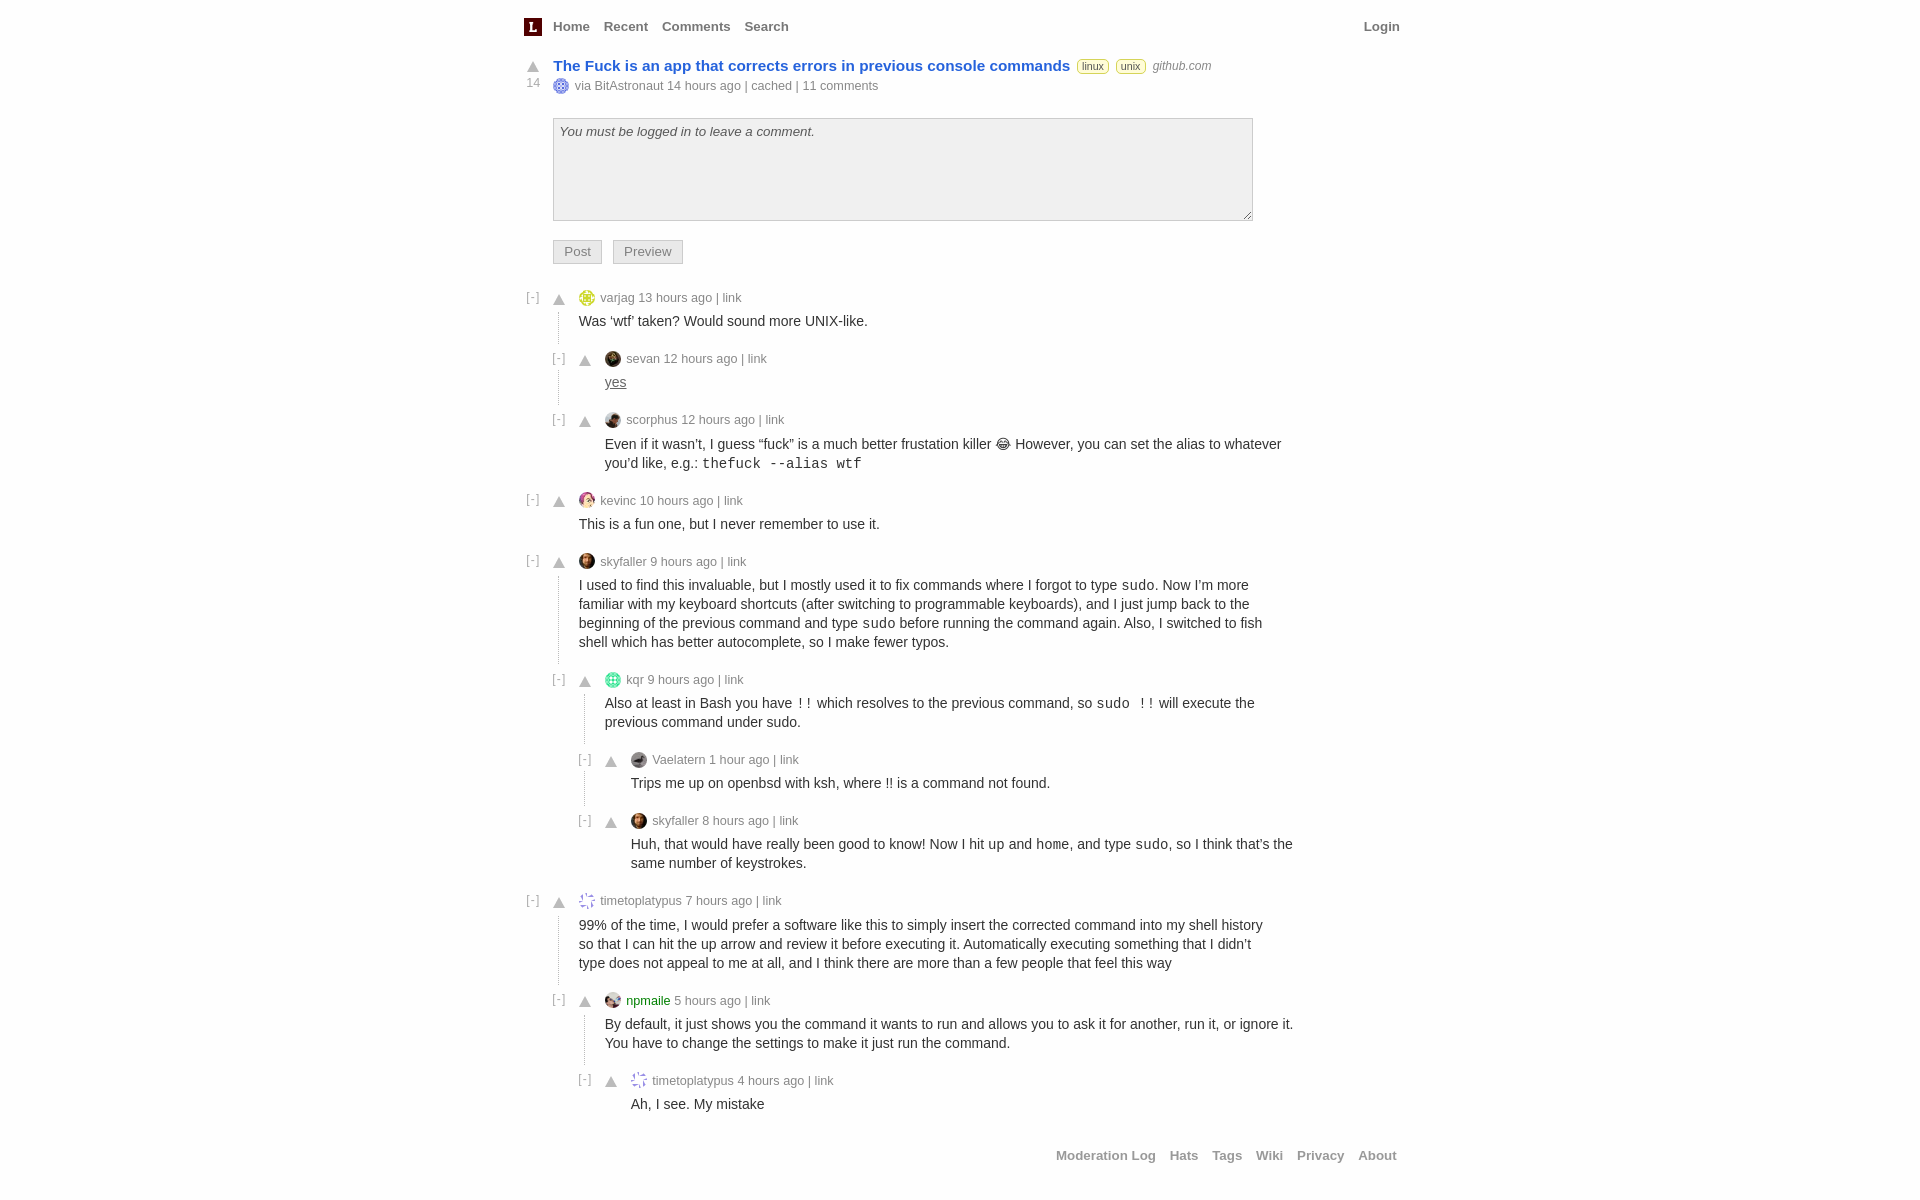 L Home Recent Comments Search Login
The Fuck is an app that corrects errors in previous console commands linux unix github.com
14 via BitAstronaut 14 hours ago | cached | 11 comments
You must be logged in to leave a comment.
Post Preview
[-] varjag 13 hours ago | link
Was ‘wtf’ taken? Would sound more UNIX-like.
[-] sevan 12 hours ago | link
yes
[-] scorphus 12 hours ago | link
Even if it wasn’t, I guess “fuck” is a much better frustation killer 😂 However, you can set the alias to whatever
you’d like, e.g.: thefuck --alias wtf
[-] kevinc 10 hours ago | link
This is a fun one, but I never remember to use it.
[-] skyfaller 9 hours ago | link
I used to find this invaluable, but I mostly used it to fix commands where I forgot to type sudo. Now I’m more
familiar with my keyboard shortcuts (after switching to programmable keyboards), and I just jump back to the
beginning of the previous command and type sudo before running the command again. Also, I switched to fish
shell which has better autocomplete, so I make fewer typos.
[-] kqr 9 hours ago | link
Also at least in Bash you have !! which resolves to the previous command, so sudo !! will execute the
previous command under sudo.
[-] Vaelatern 1 hour ago | link
Trips me up on openbsd with ksh, where !! is a command not found.
[-] skyfaller 8 hours ago | link
Huh, that would have really been good to know! Now I hit up and home, and type sudo, so I think that’s the
same number of keystrokes.
[-] timetoplatypus 7 hours ago | link
99% of the time, I would prefer a software like this to simply insert the corrected command into my shell history
so that I can hit the up arrow and review it before executing it. Automatically executing something that I didn’t
type does not appeal to me at all, and I think there are more than a few people that feel this way
[-] npmaile 5 hours ago | link
By default, it just shows you the command it wants to run and allows you to ask it for another, run it, or ignore it.
You have to change the settings to make it just run the command.
[-] timetoplatypus 4 hours ago | link
Ah, I see. My mistake
Moderation Log Hats Tags Wiki Privacy About